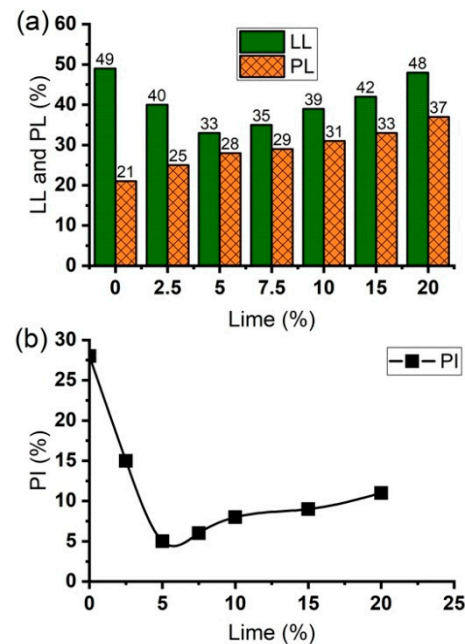 (a)
LL and PL (%)
60
50
40
30
20
10
0
LL
PL
49 21 40 25 33 28 35 29 39 31 42 33 48 37
0 2.5 5 7.5 10 15 20
Lime (%)
(b)
PI (%)
30
25
20
15
10
5
0
PI
0 5 10 15 20 25
Lime (%)